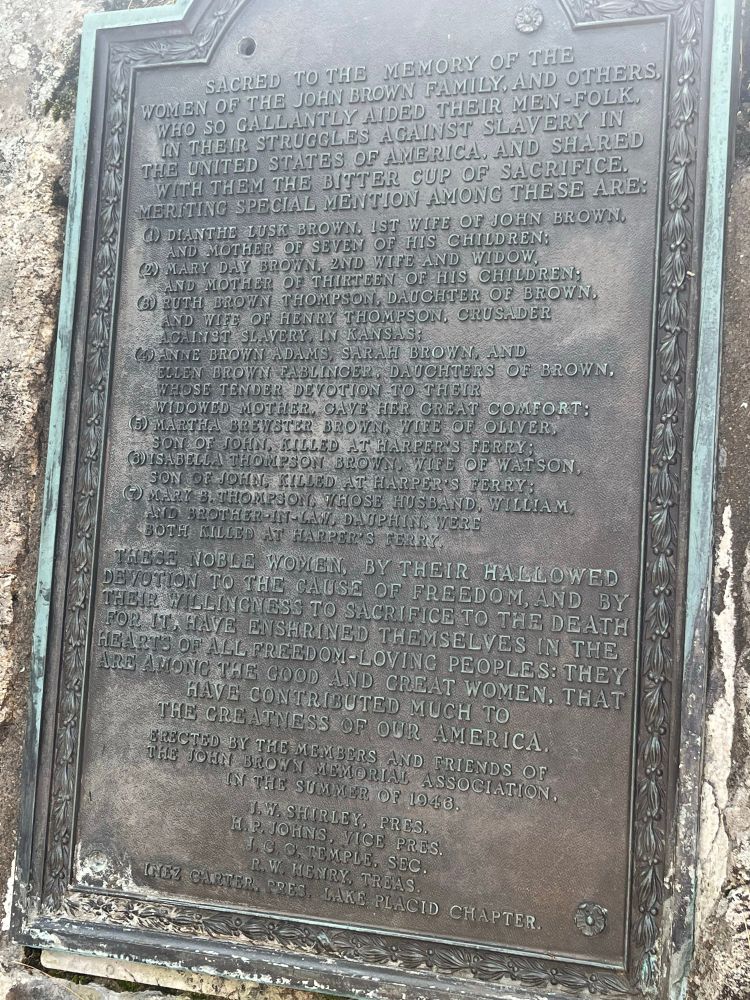 SACRED TO THE MEMORY OF THE
WOMEN OF THE JOHN BROWN FAMILY, AND OTHERS,
WHO SO GALLANTLY AIDED THEIR MEN-FOLK,
IN THEIR STRUGGLES AGAINST SLAVERY IN
THE UNITED STATES OF AMERICA, AND SHARED
WITH THEM THE BITTER CUP OF SACRIFICE.
MERITING SPECIAL MENTION AMONG THESE ARE:
(1) DIANTHE LUSK BROWN, 1ST WIFE OF JOHN BROWN,
AND MOTHER OF SEVEN OF HIS CHILDREN;
(2) MARY DAY BROWN, 2ND WIFE AND WIDOW,
AND MOTHER OF THIRTEEN OF HIS CHILDREN;
(3) RUTH BROWN THOMPSON, DAUGHTER OF BROWN,
AND WIFE OF HENRY THOMPSON, CRUSADER
AGAINST SLAVERY, IN KANSAS;
(4) ANNE BROWN ADAMS, SARAH BROWN, AND
ELLEN BROWN FABLINGER, DAUGHTERS OF BROWN,
WHOSE TENDER DEVOTION TO THEIR
WIDOWED MOTHER, GAVE HER GREAT COMFORT;
(5) MARTHA BREWSTER BROWN, WIFE OF OLIVER,
SON OF JOHN, KILLED AT HARPER'S FERRY;
(6) ISABELLA THOMPSON BROWN, WIFE OF WATSON,
SON OF JOHN, KILLED AT HARPER'S FERRY;
(7) MARY B. THOMPSON, WHOSE HUSBAND, WILLIAM,
AND BROTHER-IN-LAW, DAUPHIN, WERE
BOTH KILLED AT HARPER'S FERRY.
THESE NOBLE WOMEN, BY THEIR HALLOWED
DEVOTION TO THE CAUSE OF FREEDOM, AND BY
THEIR WILLINGNESS TO SACRIFICE TO THE DEATH
FOR IT, HAVE ENSHRINED THEMSELVES IN THE
HEARTS OF ALL FREEDOM-LOVING PEOPLES: THEY
ARE AMONG THE GOOD AND GREAT WOMEN, THAT
HAVE CONTRIBUTED MUCH TO
THE GREATNESS OF OUR AMERICA.
ERECTED BY THE MEMBERS AND FRIENDS OF
THE JOHN BROWN MEMORIAL ASSOCIATION,
IN THE SUMMER OF 1946.
J. W. SHIRLEY, PRES.
H. P. JOHNS, VICE PRES.
J. C. O. TEMPLE, SEC.
R. W. HENRY, TREAS.
INEZ CARTER, PRES. LAKE PLACID CHAPTER.